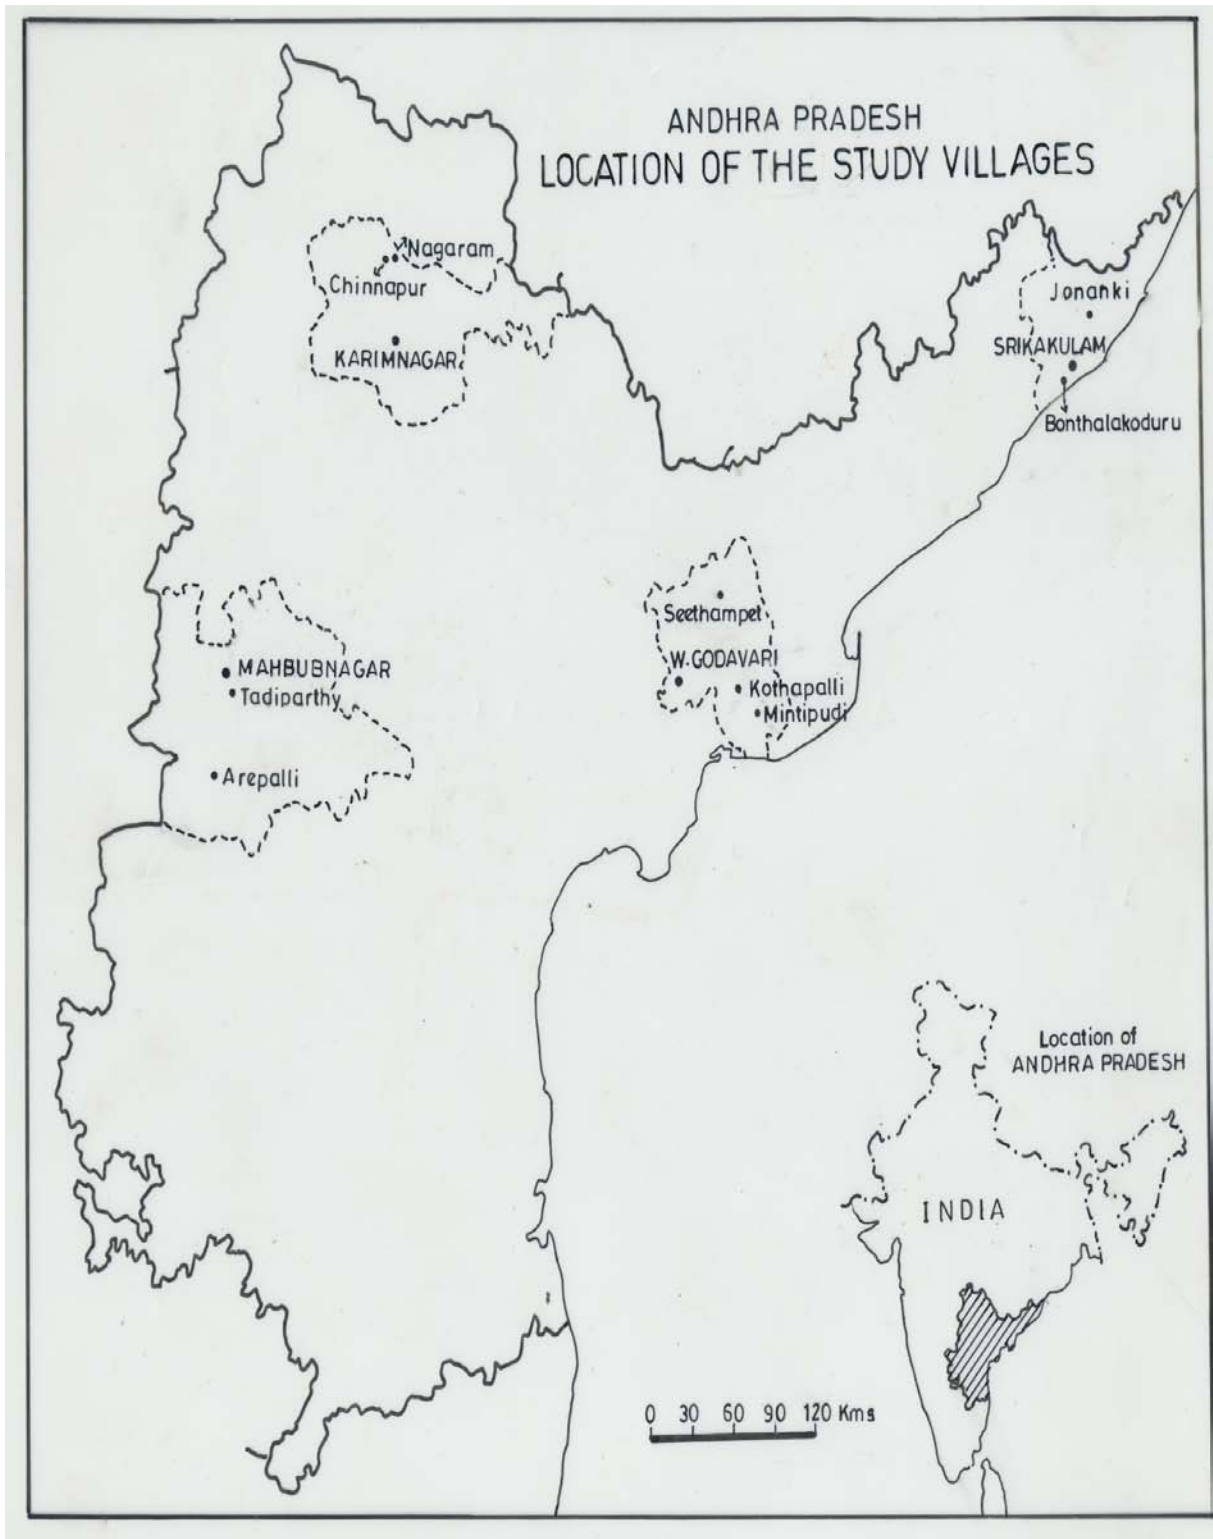 ANDHRA PRADESH
LOCATION OF THE STUDY VILLAGES
Nagaram
Chinnapur
KARIMNAGAR
Jonanki
SRIKAKULAM
Bonthalakoduru
Seethampet
W.GODAVARI
Kothapalli
Mintipudi
MAHBUBNAGAR
Tadiparthy
Arepalli
Location of
ANDHRA PRADESH
INDIA
0 30 60 90 120 Kms